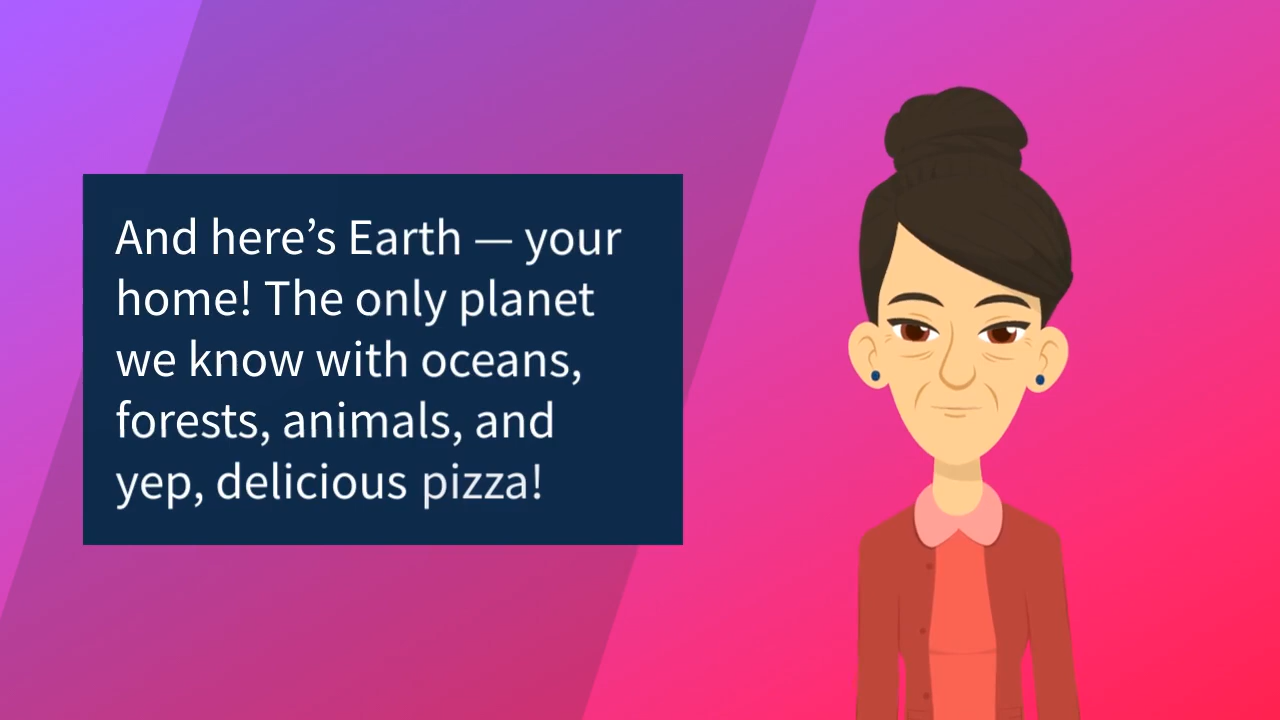 And here’s Earth — your
home! The only planet
we know with oceans,
forests, animals, and
yep, delicious pizza!